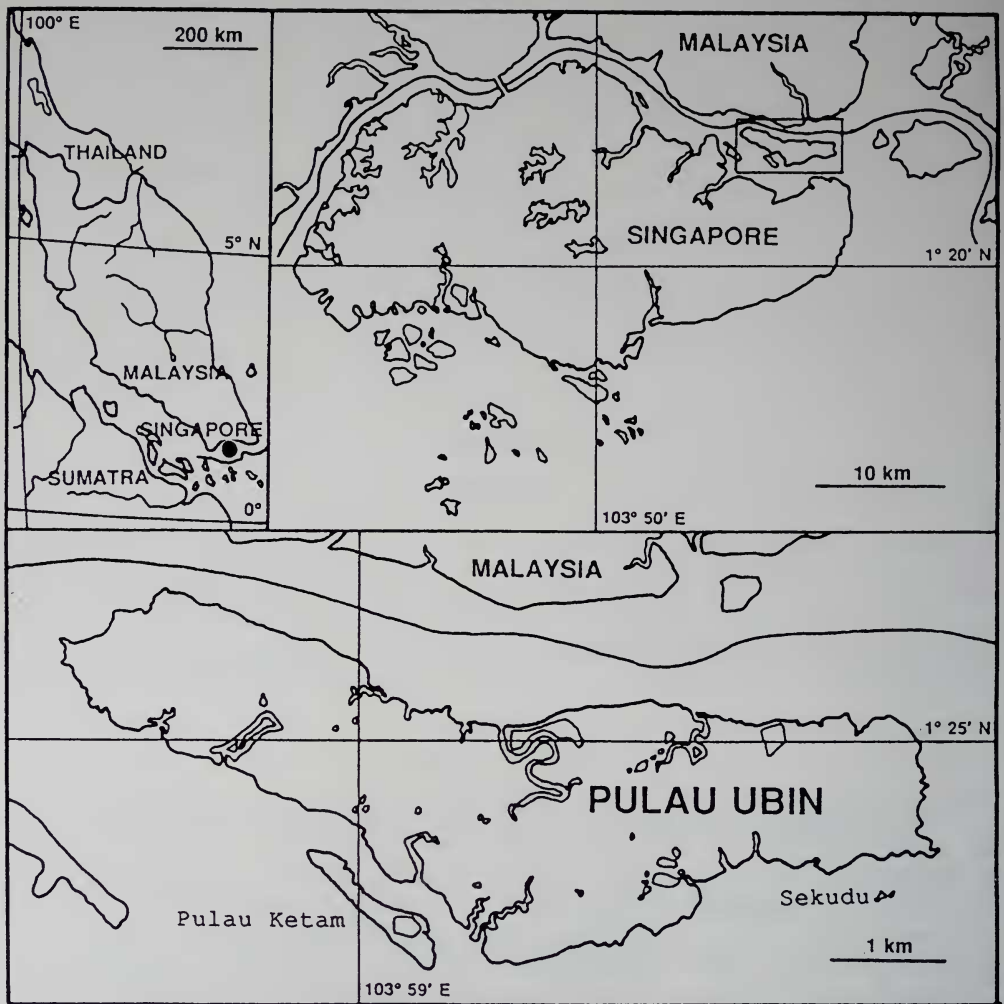 100° E
200 km
THAILAND
5° N
MALAYSIA
SINGAPORE
SUMATRA
0°
MALAYSIA
SINGAPORE
1° 20' N
10 km
103° 50' E
MALAYSIA
1° 25' N
PULAU UBIN
Sekudu
Pulau Ketam
1 km
103° 59' E